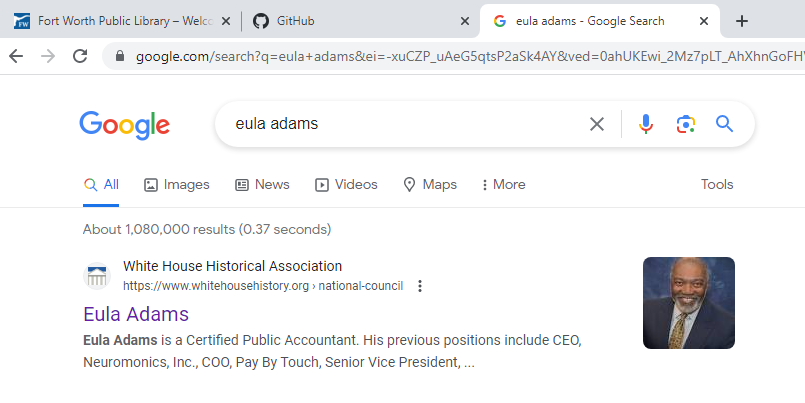 Fort Worth Public Library – Welco
GitHub
eula adams - Google Search
google.com/search?q=eula+adams&ei=-xuCZP_uAeG5qtsP2aSk4AY&ved=0ahUKEwi_2Mz7pLT_AhXhnGoFH
Google
eula adams
All Images News Videos Maps More Tools
About 1,080,000 results (0.37 seconds)
White House Historical Association
https://www.whitehousehistory.org › national-council
Eula Adams
Eula Adams is a Certified Public Accountant. His previous positions include CEO,
Neuromonics, Inc., COO, Pay By Touch, Senior Vice President, ...